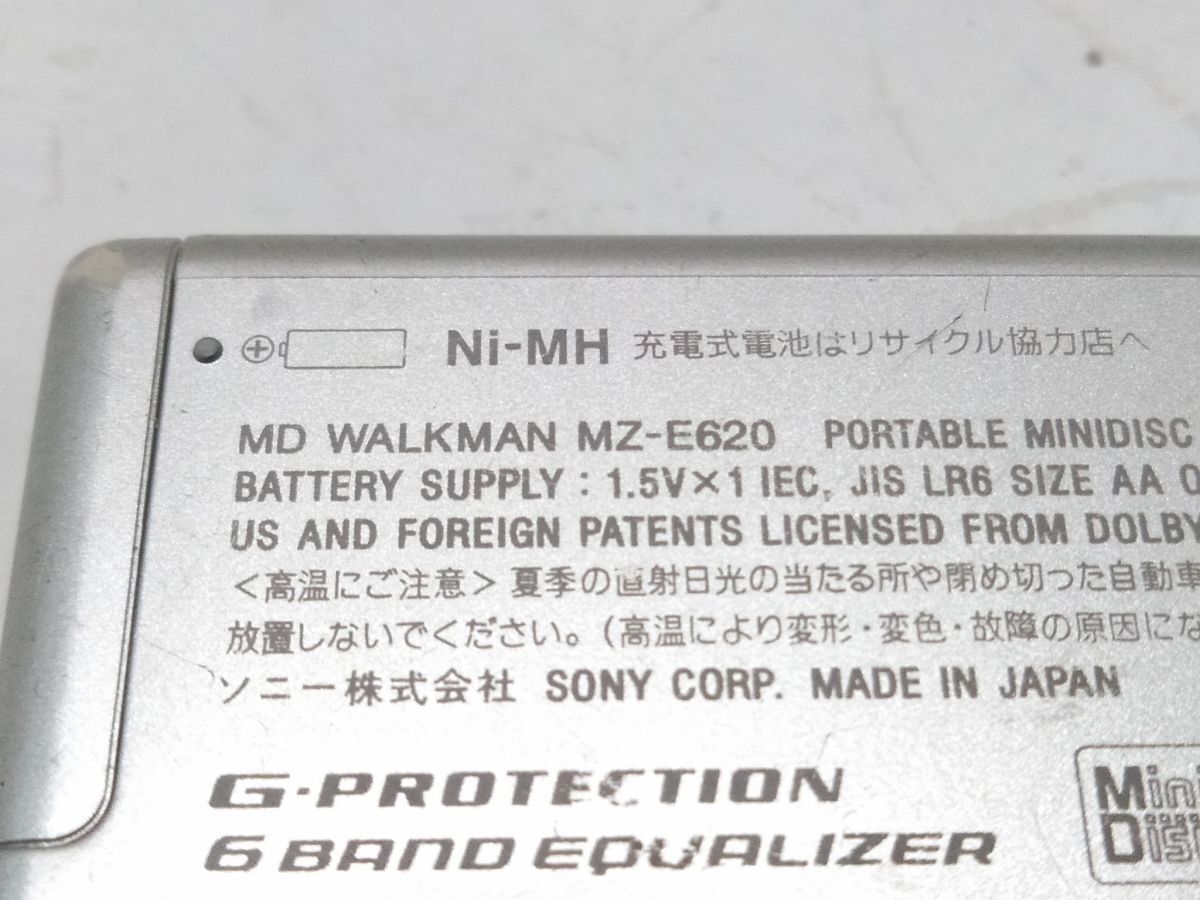 Ni-MH 充電式電池はリサイクル協力店へ
MD WALKMAN MZ-E620 PORTABLE MINIDISC
BATTERY SUPPLY : 1.5V×1 IEC, JIS LR6 SIZE AA
US AND FOREIGN PATENTS LICENSED FROM DOLBY
<高温にご注意> 夏季の直射日光の当たる所や閉め切った自動車
放置しないでください。(高温により変形・変色・故障の原因にな
ソニー株式会社 SONY CORP. MADE IN JAPAN
G-PROTECTION
6 BAND EQUALIZER
Mini
Disc